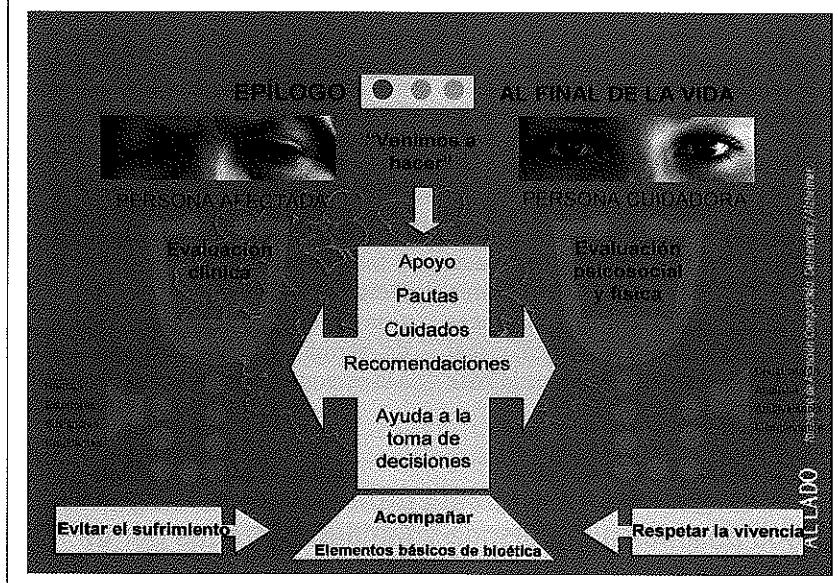 EPÍLOGO
AL FINAL DE LA VIDA
"Venimos a
hacer"
PERSONA AFECTADA
PERSONA CUIDADORA
Evaluación
clínica
Evaluación
psicosocial
y física
Apoyo
Pautas
Cuidados
Recomendaciones
Ayuda a la
toma de
decisiones
Evitar el sufrimiento
Acompañar
Elementos básicos de bioética
Respetar la vivencia
AL LADO